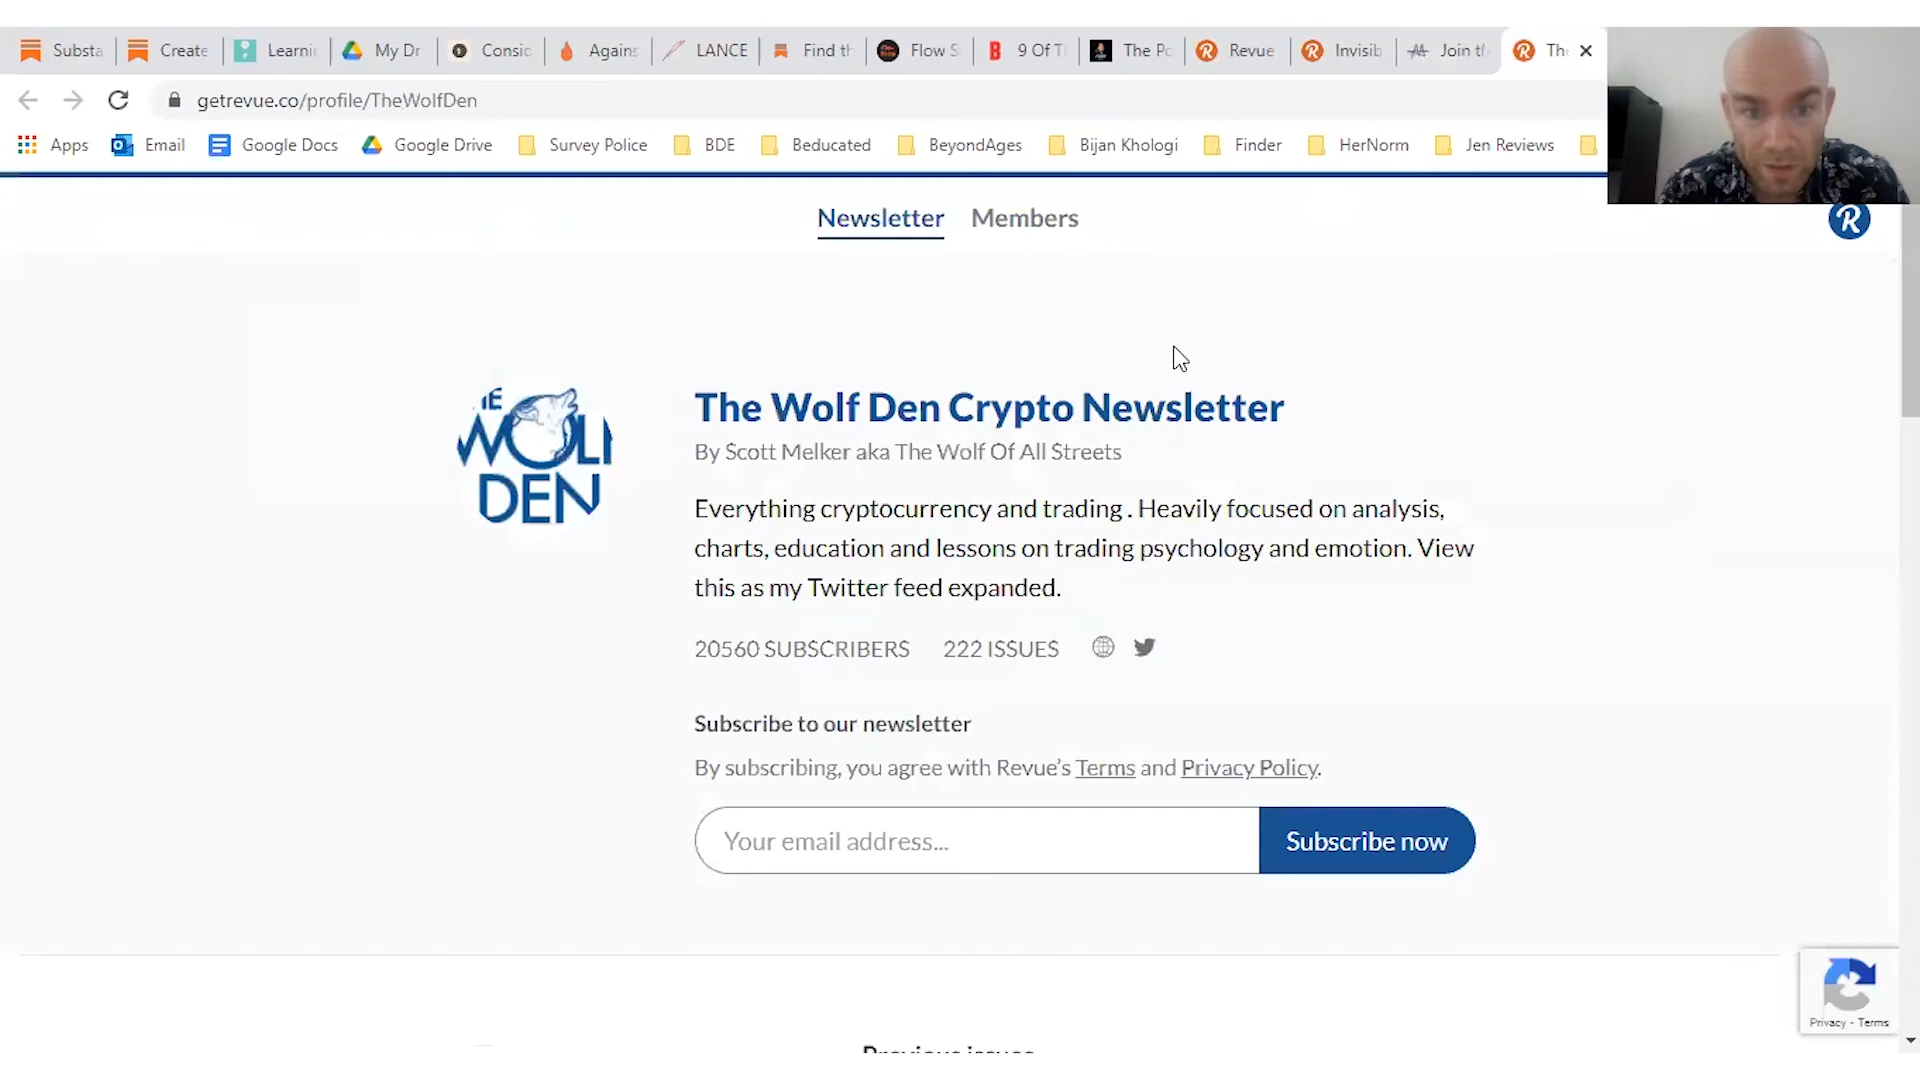 Substa Create Learni My Dr Consic Agains LANCE Find th Flow S 9 Of T The Po Revue Invisib Join th Th
getrevue.co/profile/TheWolfDen
Apps Email Google Docs Google Drive Survey Police BDE Beducated BeyondAges Bijan Khologi Finder HerNorm Jen Reviews
Newsletter Members
WOLF
DEN
The Wolf Den Crypto Newsletter
By Scott Melker aka The Wolf Of All Streets
Everything cryptocurrency and trading . Heavily focused on analysis,
charts, education and lessons on trading psychology and emotion. View
this as my Twitter feed expanded.
20560 SUBSCRIBERS 222 ISSUES
Subscribe to our newsletter
By subscribing, you agree with Revue's Terms and Privacy Policy.
Your email address...
Subscribe now
Privacy - Terms
Previous issues